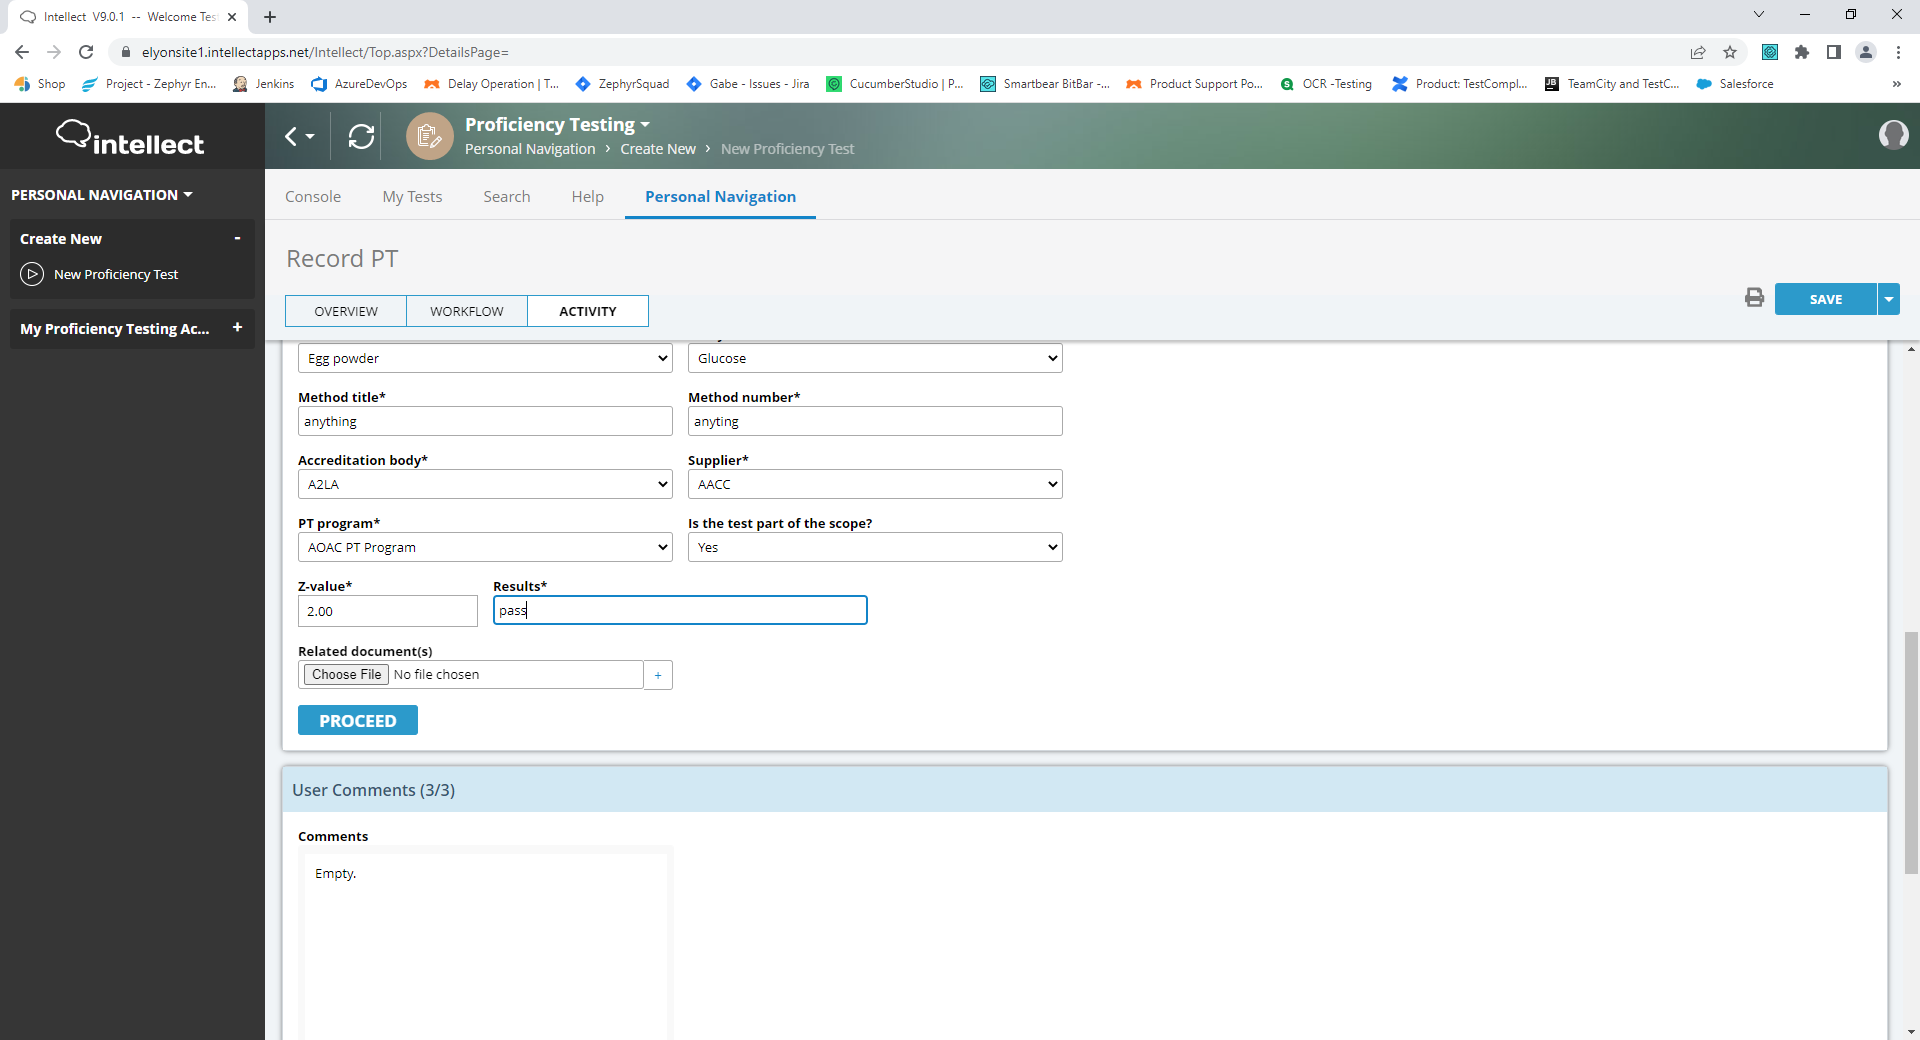 Intellect V9.0.1 -- Welcome Tes
elyonsite1.intellectapps.net/Intellect/Top.aspx?DetailsPage=
Shop
Project - Zephyr En...
Jenkins
AzureDevOps
Delay Operation | T...
ZephyrSquad
Gabe - Issues - Jira
CucumberStudio | P...
Smartbear BitBar -...
Product Support Po...
OCR -Testing
Product: TestCompl...
TeamCity and TestC...
Salesforce
»
intellect
Proficiency Testing
Personal Navigation › Create New › New Proficiency Test
PERSONAL NAVIGATION
Create New -
New Proficiency Test
My Proficiency Testing Ac... +
Console
My Tests
Search
Help
Personal Navigation
Record PT
OVERVIEW
WORKFLOW
ACTIVITY
SAVE
Egg powder
Glucose
Method title*
Method number*
anything
anyting
Accreditation body*
Supplier*
A2LA
AACC
PT program*
Is the test part of the scope?
AOAC PT Program
Yes
Z-value*
Results*
2.00
pass
Related document(s)
Choose File No file chosen +
PROCEED
User Comments (3/3)
Comments
Empty.